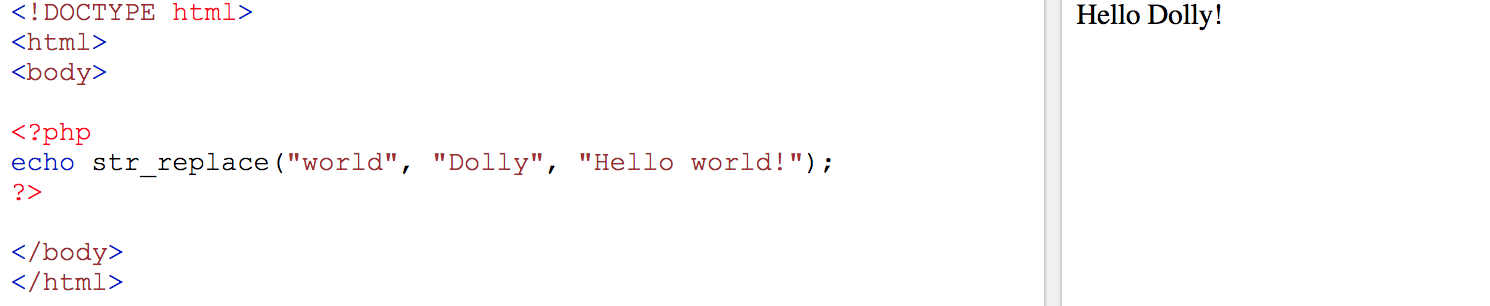 <!DOCTYPE html>
<html>
<body>
<?php
echo str_replace("world", "Dolly", "Hello world!");
?>
</body>
</html>
Hello Dolly!